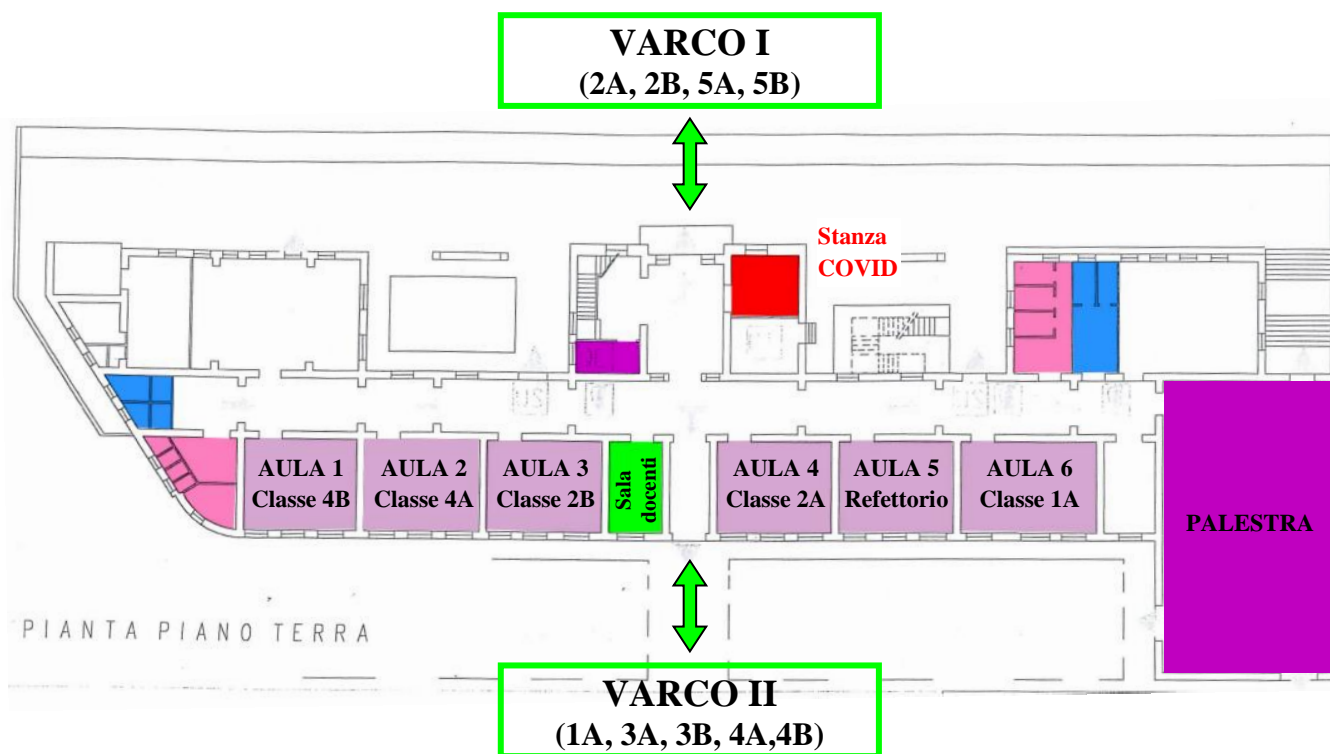 VARCO I
(2A, 2B, 5A, 5B)
Stanza
COVID
AULA 1
Classe 4B
AULA 2
Classe 4A
AULA 3
Classe 2B
Sala
docenti
AULA 4
Classe 2A
AULA 5
Refettorio
AULA 6
Classe 1A
PALESTRA
PIANTA PIANO TERRA
VARCO II
(1A, 3A, 3B, 4A,4B)